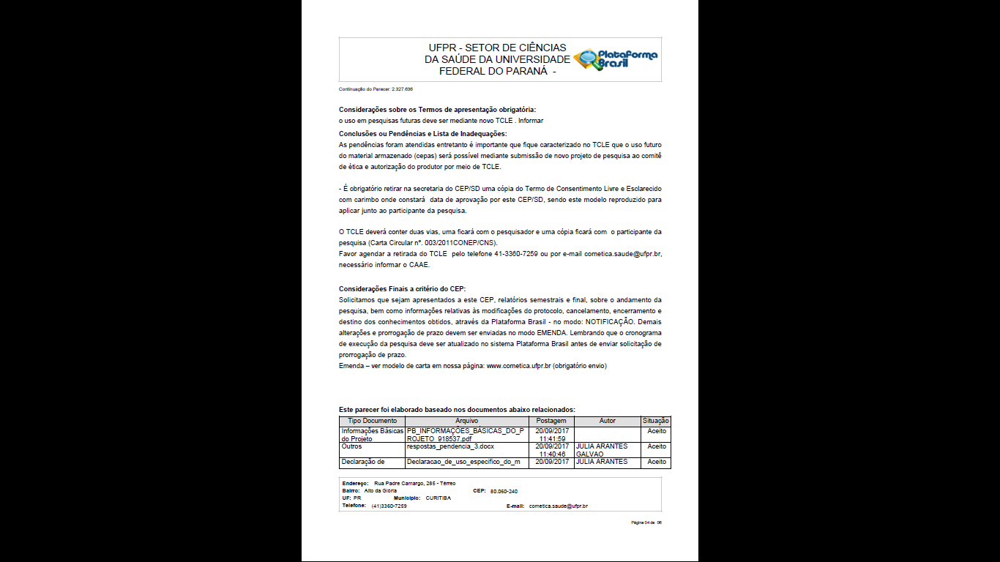 UFPR - SETOR DE CIÊNCIAS
DA SAÚDE DA UNIVERSIDADE
FEDERAL DO PARANÁ -
Plataforma
Brasil
Continuação do Parecer: 2.327.636
Considerações sobre os Termos de apresentação obrigatória:
o uso em pesquisas futuras deve ser mediante novo TCLE . Informar
Conclusões ou Pendências e Lista de Inadequações:
As pendências foram atendidas entretanto é importante que fique caracterizado no TCLE que o uso futuro
do material armazenado (cepas) será possível mediante submissão de novo projeto de pesquisa ao comitê
de ética e autorização do produtor por meio de TCLE.
- É obrigatório retirar na secretaria do CEP/SD uma cópia do Termo de Consentimento Livre e Esclarecido
com carimbo onde constará data de aprovação por este CEP/SD, sendo este modelo reproduzido para
aplicar junto ao participante da pesquisa.
O TCLE deverá conter duas vias, uma ficará com o pesquisador e uma cópia ficará com o participante da
pesquisa (Carta Circular nº. 003/2011CONEP/CNS).
Favor agendar a retirada do TCLE pelo telefone 41-3360-7259 ou por e-mail cometica.saude@ufpr.br,
necessário informar o CAAE.
Considerações Finais a critério do CEP:
Solicitamos que sejam apresentados a este CEP, relatórios semestrais e final, sobre o andamento da
pesquisa, bem como informações relativas às modificações do protocolo, cancelamento, encerramento e
destino dos conhecimentos obtidos, através da Plataforma Brasil - no modo: NOTIFICAÇÃO. Demais
alterações e prorrogação de prazo devem ser enviadas no modo EMENDA. Lembrando que o cronograma
de execução da pesquisa deve ser atualizado no sistema Plataforma Brasil antes de enviar solicitação de
prorrogação de prazo.
Emenda – ver modelo de carta em nossa página: www.cometica.ufpr.br (obrigatório envio)
Este parecer foi elaborado baseado nos documentos abaixo relacionados:
Tipo Documento Arquivo Postagem Autor Situação
Informações Básicas PB_INFORMAÇÕES_BÁSICAS_DO_P 20/09/2017 Aceito
do Projeto ROJETO_918537.pdf 11:41:59
Outros respostas_pendencia_3.docx 20/09/2017 JULIA ARANTES Aceito
11:40:46 GALVAO
Declaração de Declaracao_de_uso_especifico_do_m 20/09/2017 JULIA ARANTES Aceito
Endereço: Rua Padre Camargo, 285 - Térreo
Bairro: Alto da Glória CEP: 80.060-240
UF: PR Município: CURITIBA
Telefone: (41)3360-7259 E-mail: cometica.saude@ufpr.br
Página 04 de 06